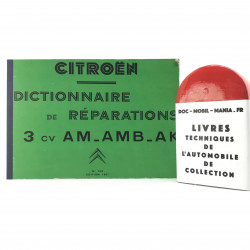 CITROËN
DICTIONNAIRE
DE RÉPARATIONS
3 CV AM_AMB_AK
DOC - MOBIL - MANIA . FR
LIVRES
TECHNIQUES DE
L'AUTOMOBILE
DE
COLLECTION